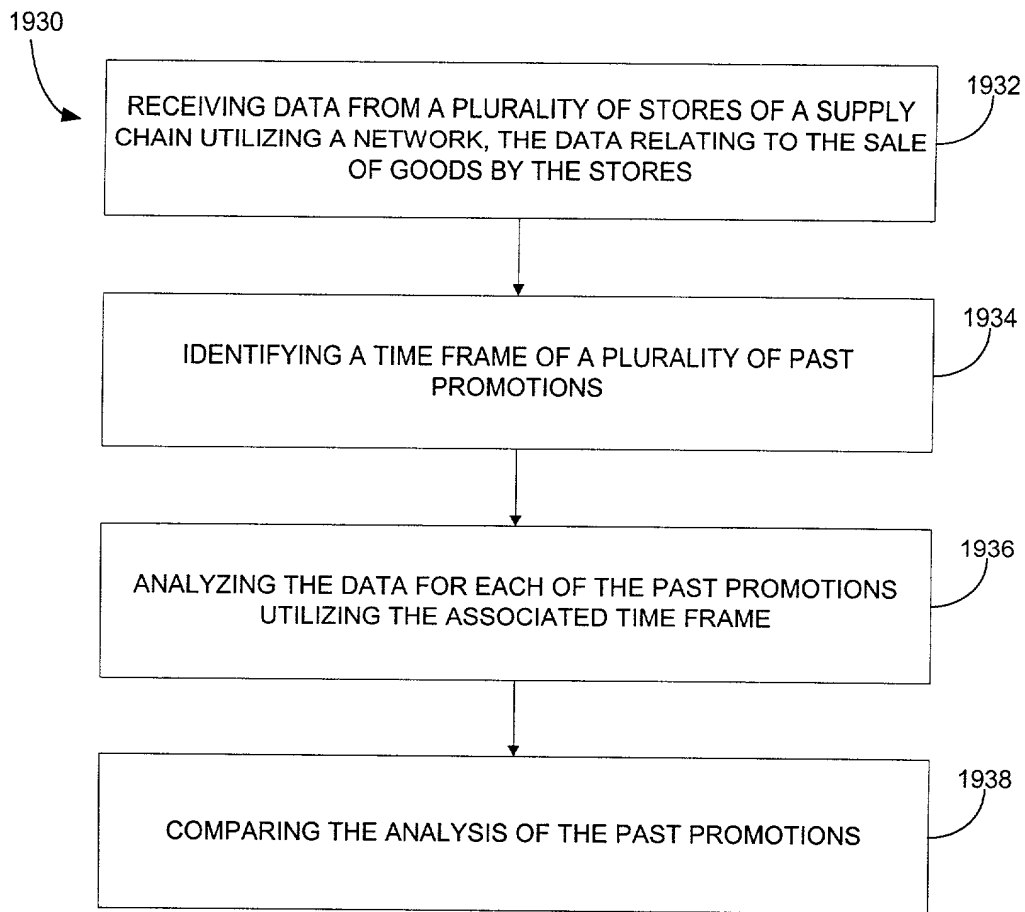 1930
1932
RECEIVING DATA FROM A PLURALITY OF STORES OF A SUPPLY
CHAIN UTILIZING A NETWORK, THE DATA RELATING TO THE SALE
OF GOODS BY THE STORES
1934
IDENTIFYING A TIME FRAME OF A PLURALITY OF PAST
PROMOTIONS
1936
ANALYZING THE DATA FOR EACH OF THE PAST PROMOTIONS
UTILIZING THE ASSOCIATED TIME FRAME
1938
COMPARING THE ANALYSIS OF THE PAST PROMOTIONS